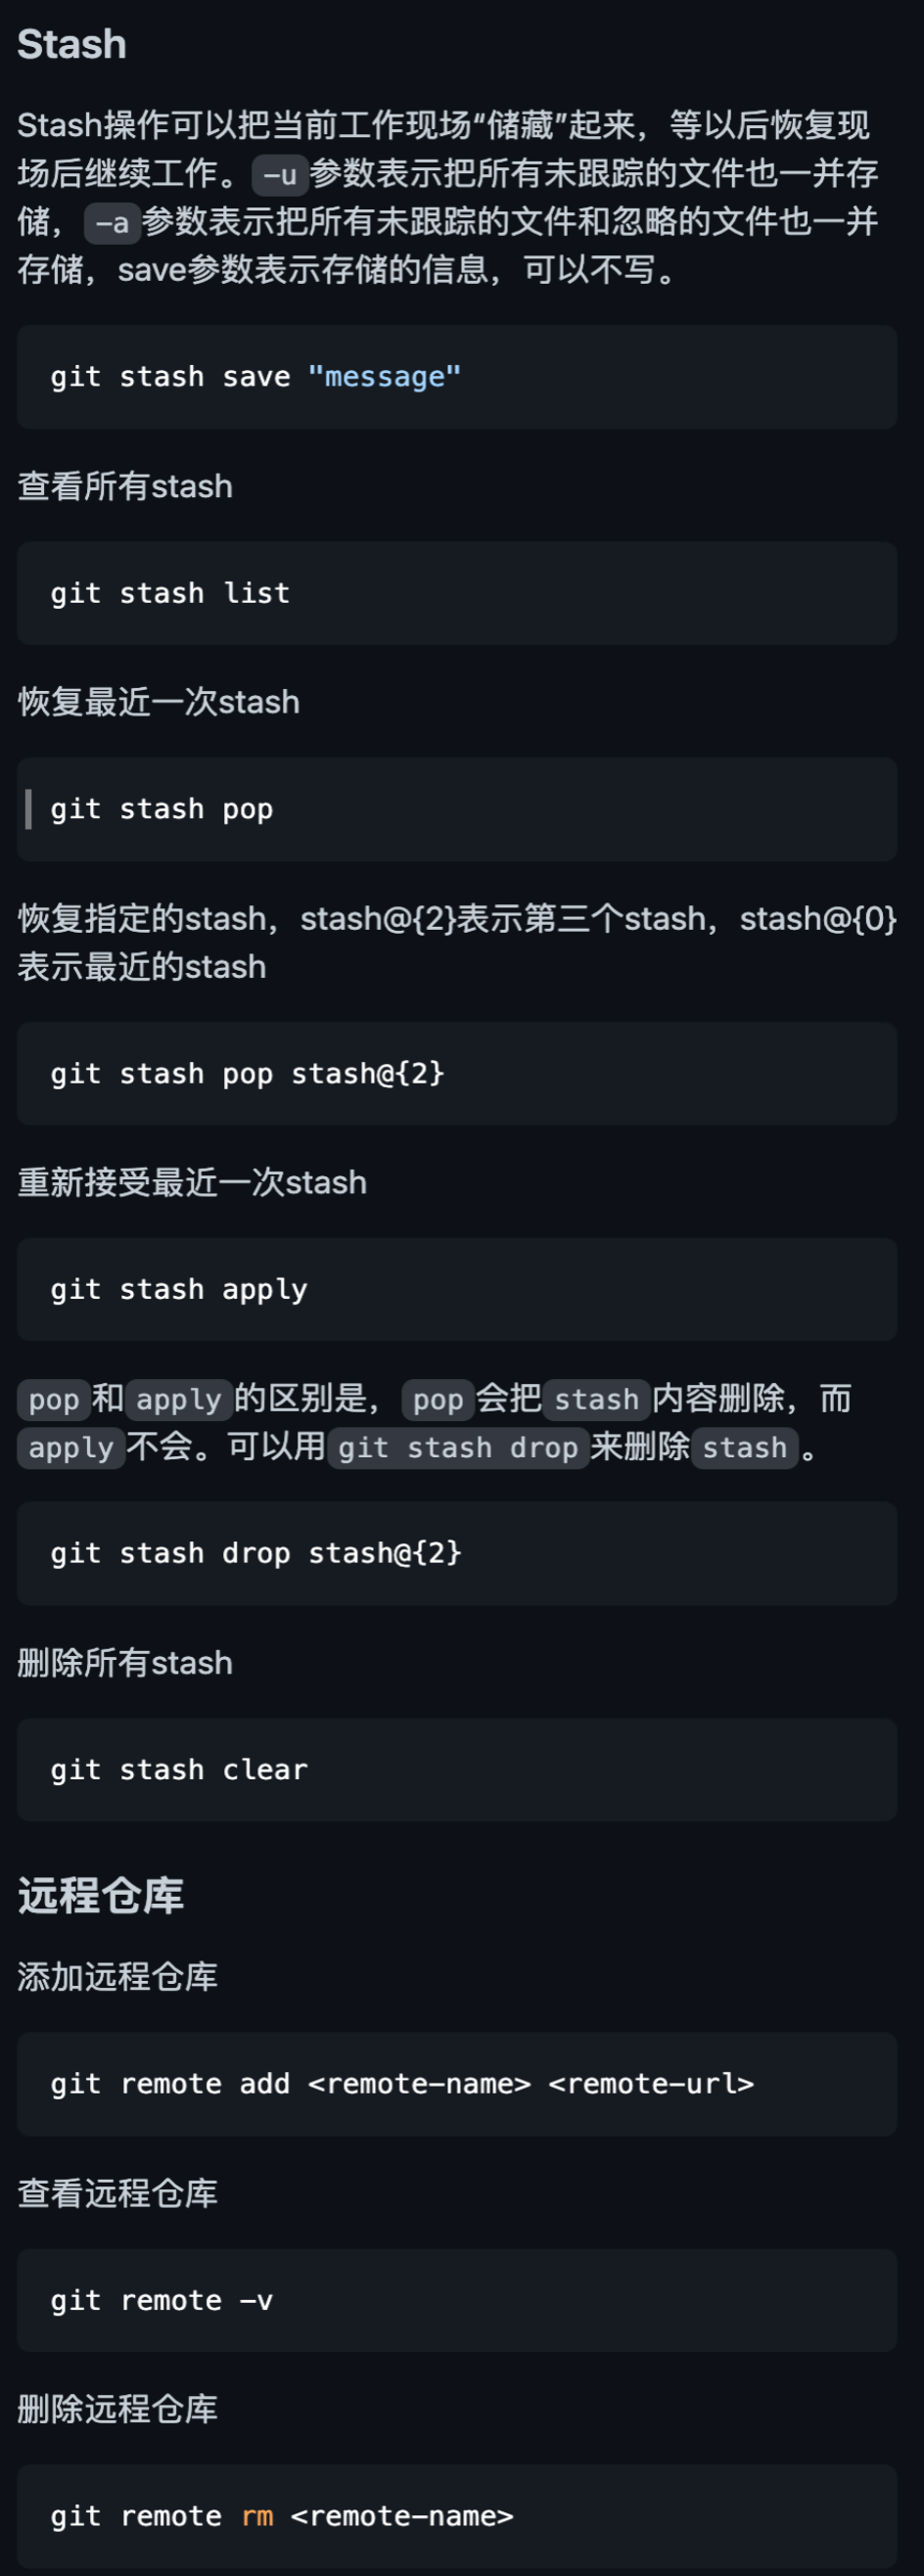 Stash
Stash操作可以把当前工作现场“储藏”起来，等以后恢复现
场后继续工作。-u参数表示把所有未跟踪的文件也一并存
储，-a参数表示把所有未跟踪的文件和忽略的文件也一并
存储，save参数表示存储的信息，可以不写。
git stash save "message"
查看所有stash
git stash list
恢复最近一次stash
git stash pop
恢复指定的stash，stash@{2}表示第三个stash，stash@{0}
表示最近的stash
git stash pop stash@{2}
重新接受最近一次stash
git stash apply
pop和apply的区别是，pop会把stash内容删除，而
apply不会。可以用git stash drop来删除stash。
git stash drop stash@{2}
删除所有stash
git stash clear
远程仓库
添加远程仓库
git remote add <remote-name> <remote-url>
查看远程仓库
git remote -v
删除远程仓库
git remote rm <remote-name>